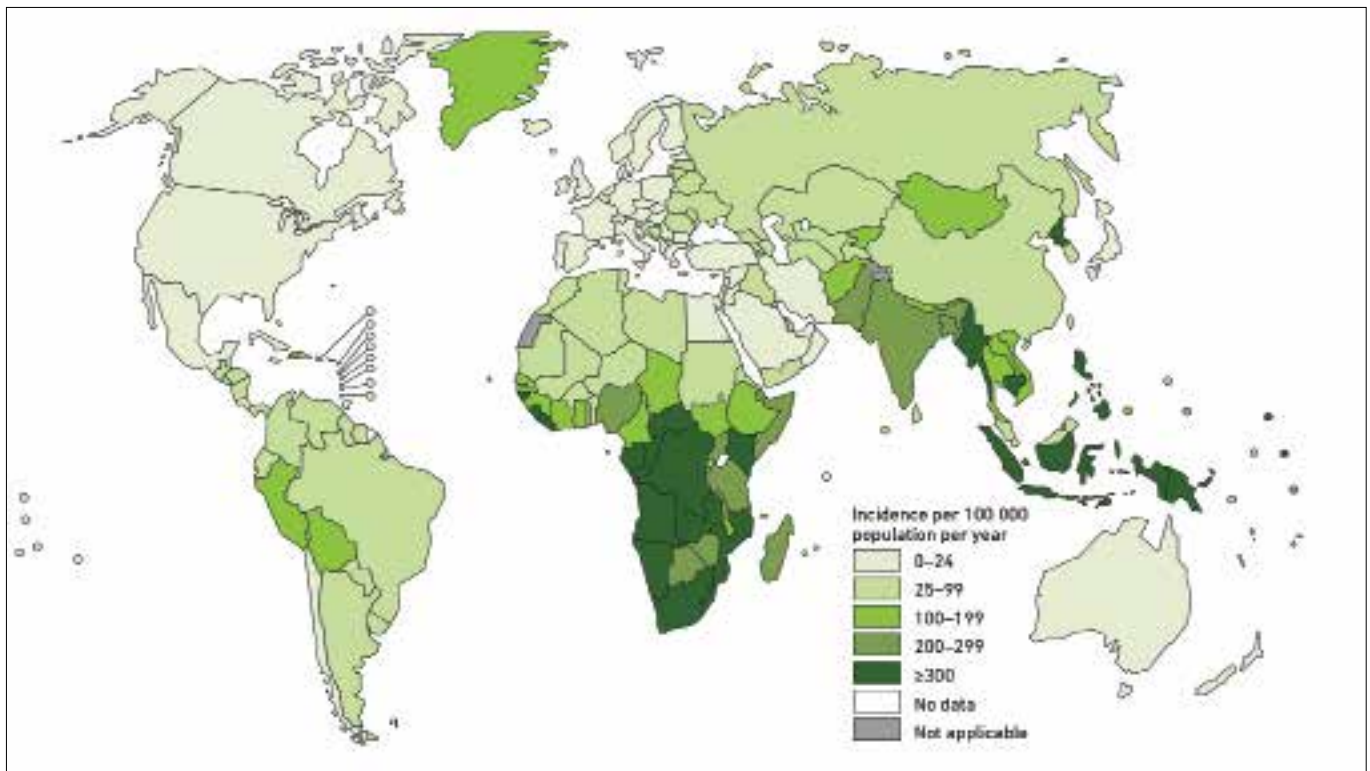 Incidence per 100 000
population per year
0–24
25–99
100–199
200–299
≥300
No data
Not applicable